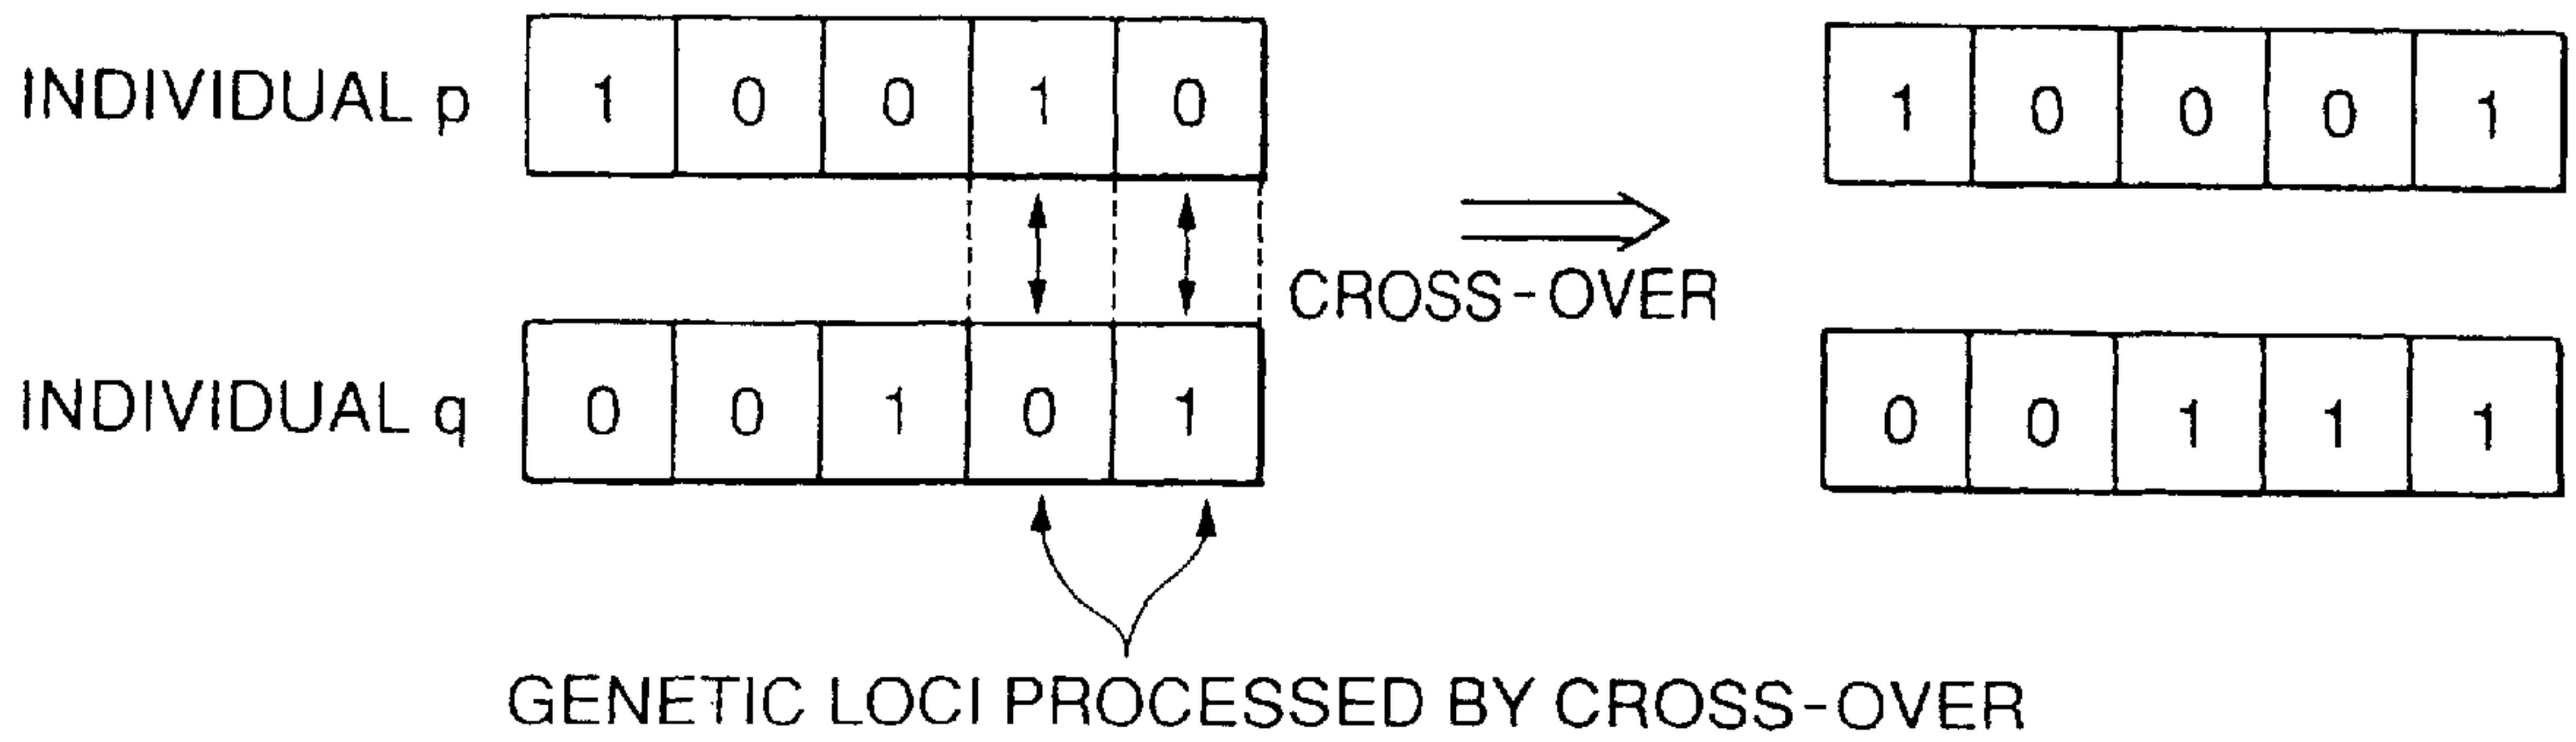 INDIVIDUAL p 1 0 0 1 0
1 0 0 0 1
CROSS-OVER
INDIVIDUAL q 0 0 1 0 1
0 0 1 1 1
GENETIC LOCI PROCESSED BY CROSS-OVER